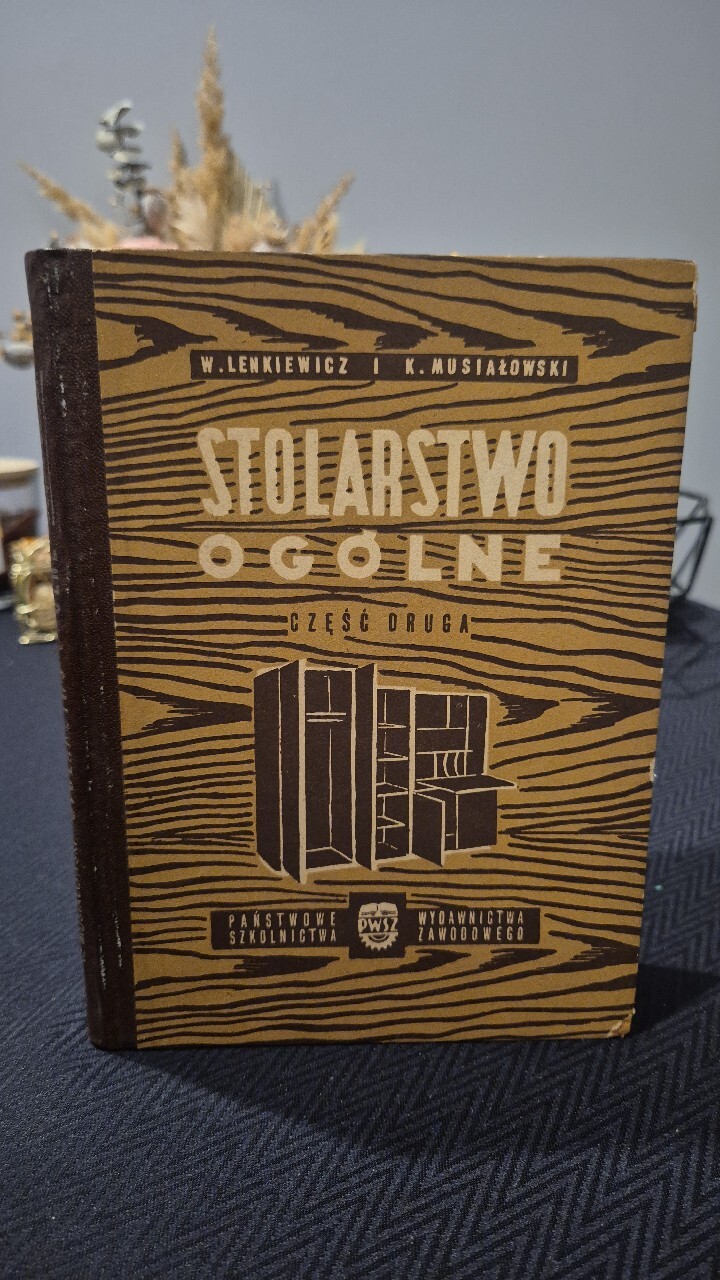 W. LENKIEWICZ I K. MUSIAŁOWSKI
STOLARSTWO
OGÓLNE
CZĘŚĆ DRUGA
PAŃSTWOWE WYDAWNICTWA
SZKOLNICTWA ZAWODOWEGO
PWSZ